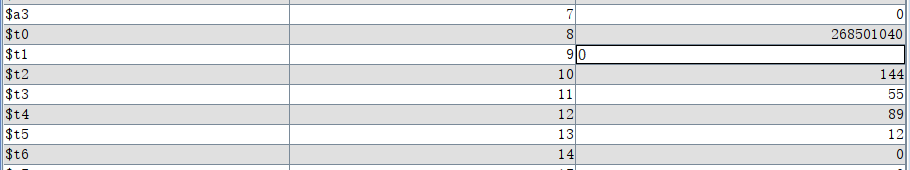 $a3 7 0
$t0 8 268501040
$t1 9 0
$t2 10 144
$t3 11 55
$t4 12 89
$t5 13 12
$t6 14 0